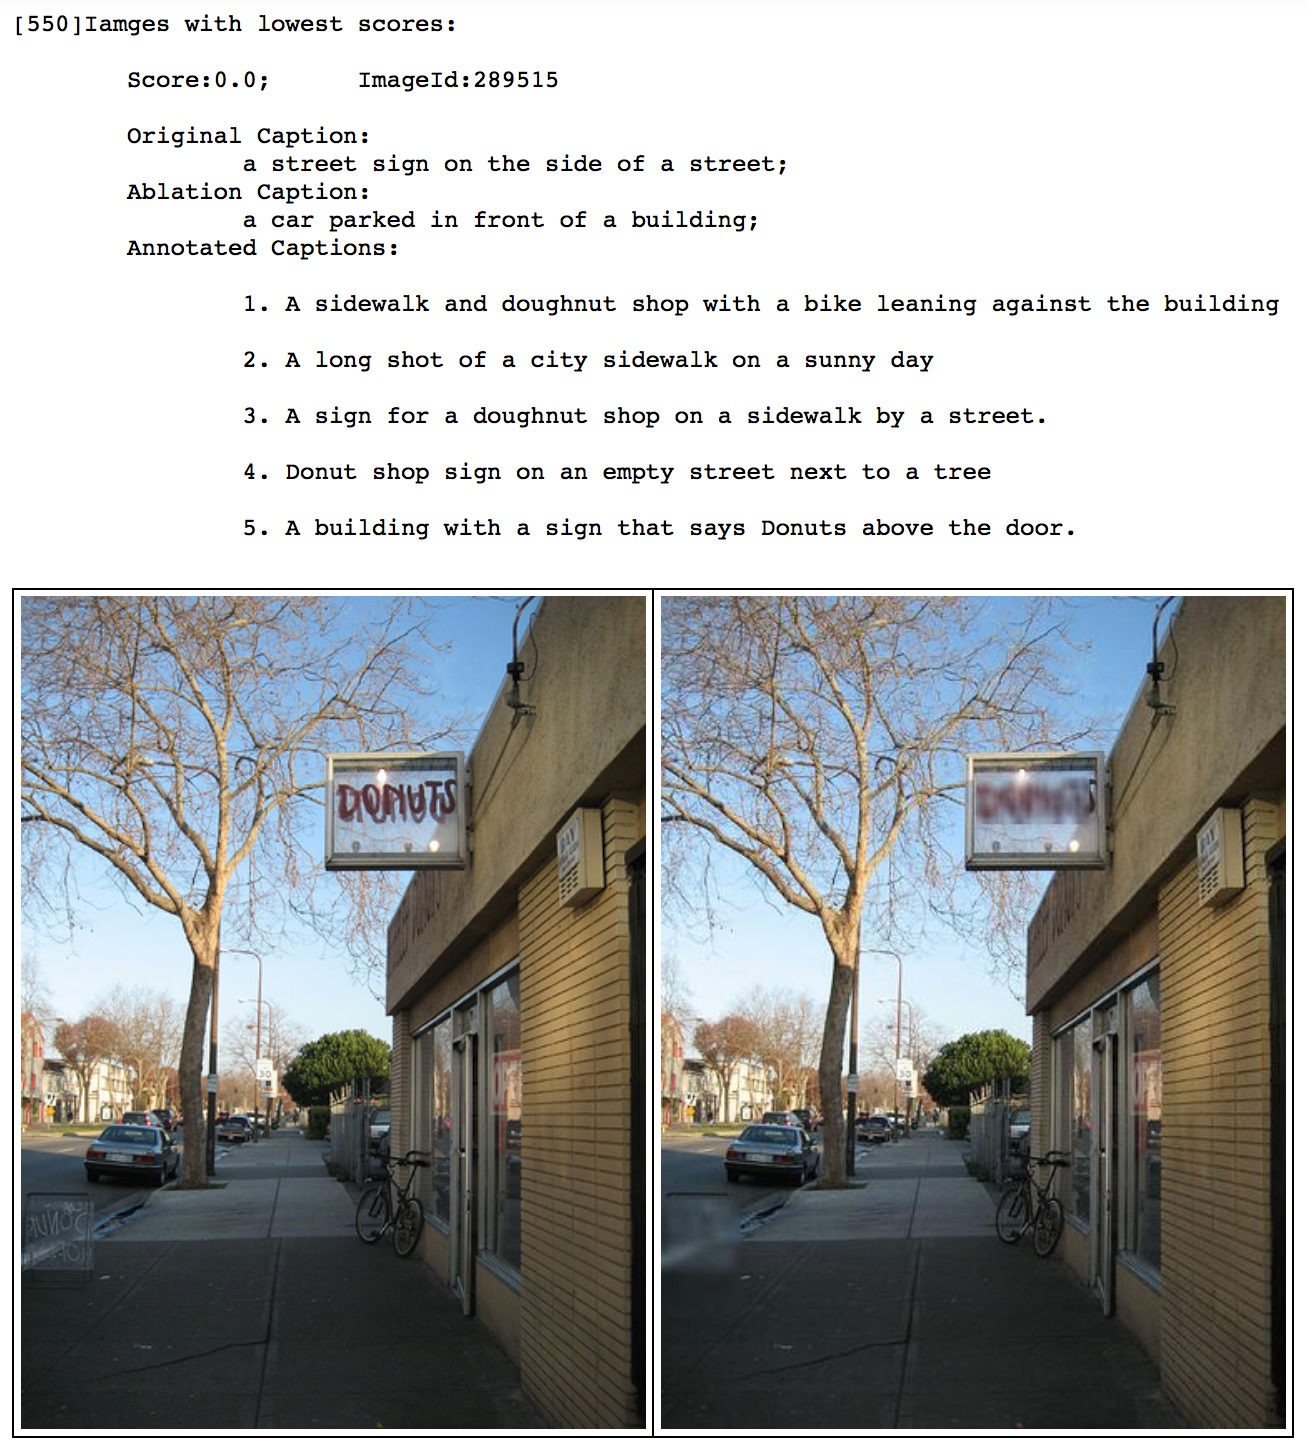 [550]Iamges with lowest scores:
Score:0.0; ImageId:289515
Original Caption:
a street sign on the side of a street;
Ablation Caption:
a car parked in front of a building;
Annotated Captions:
1. A sidewalk and doughnut shop with a bike leaning against the building
2. A long shot of a city sidewalk on a sunny day
3. A sign for a doughnut shop on a sidewalk by a street.
4. Donut shop sign on an empty street next to a tree
5. A building with a sign that says Donuts above the door.
DONUTS
30
30